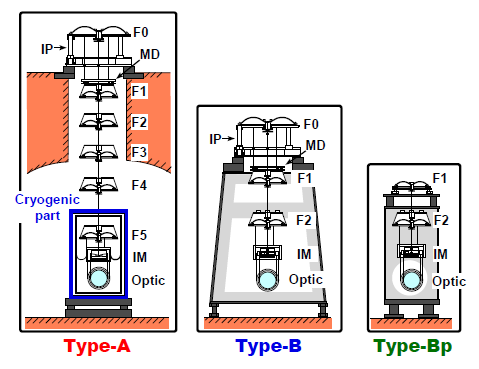 F0
IP
MD
F1
F2
F3
F4
Cryogenic
part
F5
IM
Optic
Type-A
F0
IP
MD
F1
F2
IM
Optic
Type-B
F1
F2
IM
Optic
Type-Bp